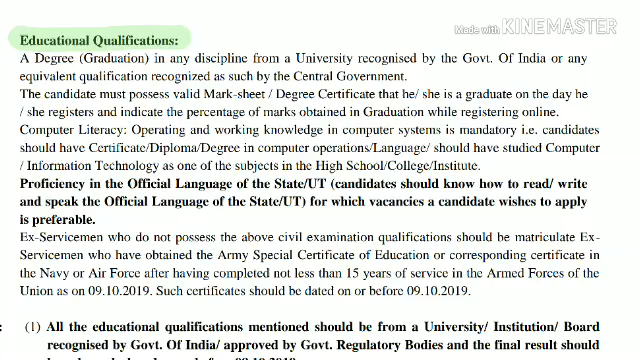 Made with KINEMASTER
Educational Qualifications:
A Degree (Graduation) in any discipline from a University recognised by the Govt. Of India or any
equivalent qualification recognized as such by the Central Government.
The candidate must possess valid Mark-sheet / Degree Certificate that he/ she is a graduate on the day he
/ she registers and indicate the percentage of marks obtained in Graduation while registering online.
Computer Literacy: Operating and working knowledge in computer systems is mandatory i.e. candidates
should have Certificate/Diploma/Degree in computer operations/Language/ should have studied Computer
/ Information Technology as one of the subjects in the High School/College/Institute.
Proficiency in the Official Language of the State/UT (candidates should know how to read/ write
and speak the Official Language of the State/UT) for which vacancies a candidate wishes to apply
is preferable.
Ex-Servicemen who do not possess the above civil examination qualifications should be matriculate Ex-
Servicemen who have obtained the Army Special Certificate of Education or corresponding certificate in
the Navy or Air Force after having completed not less than 15 years of service in the Armed Forces of the
Union as on 09.10.2019. Such certificates should be dated on or before 09.10.2019.
: (1) All the educational qualifications mentioned should be from a University/ Institution/ Board
recognised by Govt. Of India/ approved by Govt. Regulatory Bodies and the final result should